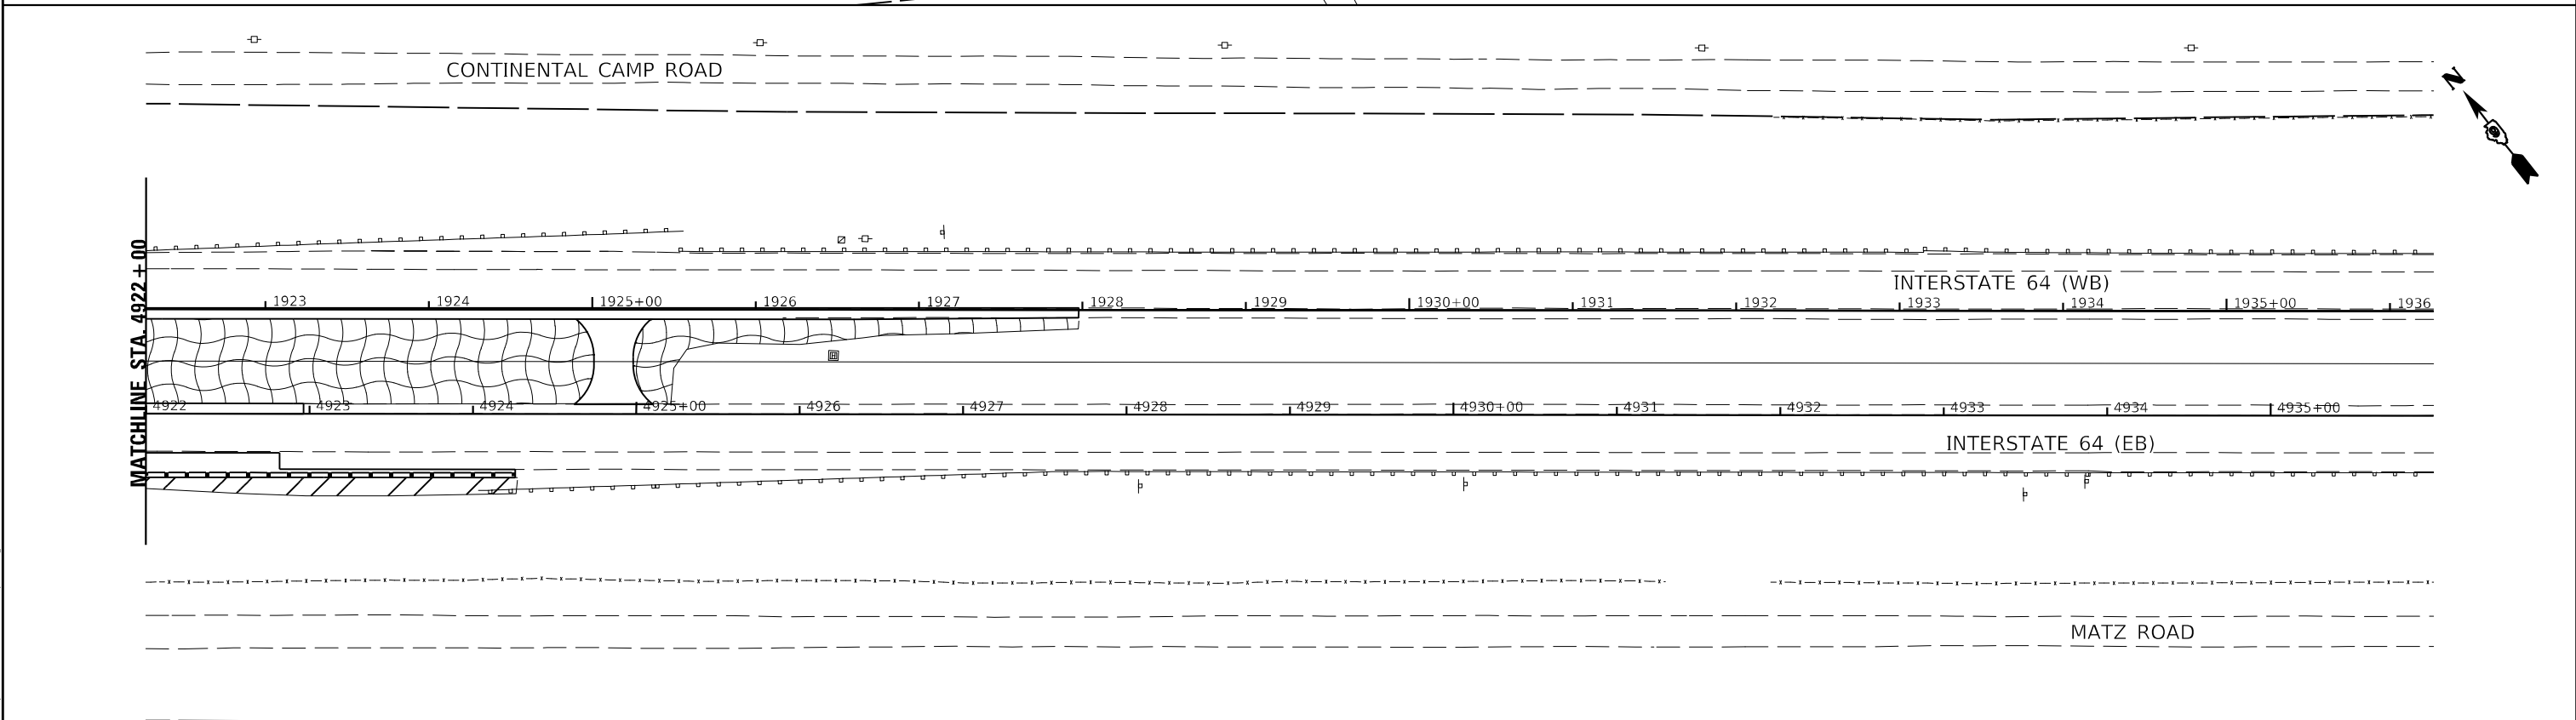 CONTINENTAL CAMP ROAD
N
MATCHLINE STA. 4922+00
INTERSTATE 64 (WB)
1923 1924 1925+00 1926 1927 1928 1929 1930+00 1931 1932 1933 1934 1935+00 1936
4922 4923 4924 4925+00 4926 4927 4928 4929 4930+00 4931 4932 4933 4934 4935+00
INTERSTATE 64 (EB)
MATZ ROAD